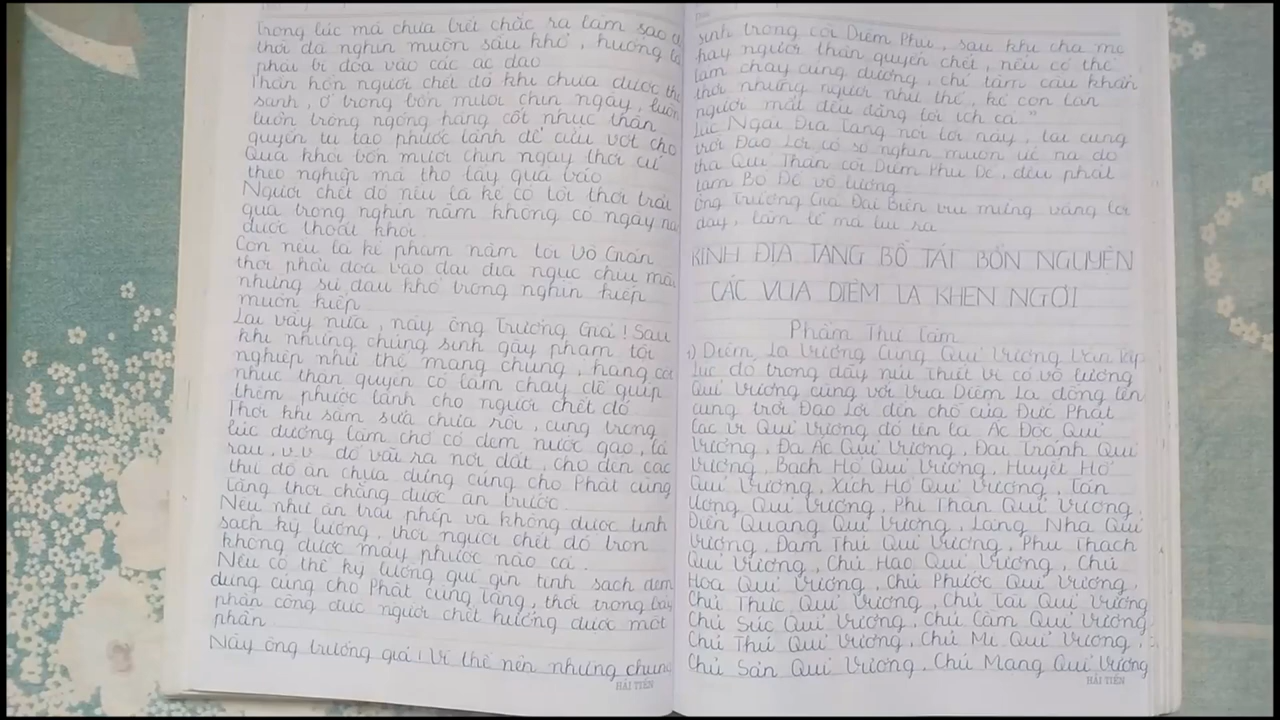 trong lúc mà chưa biết chắc ra làm sao
thời đã nghìn muôn sầu khổ, huống là
phải bị đọa vào các ác đạo
Thần hồn người chết đó khi chưa được thọ
sanh, ở trong bốn mươi chín ngày, luôn
luôn trông ngóng hàng cốt nhục thân
quyến tu tạo phước lành để cứu vớt cho
Quá khỏi bốn mươi chín ngày thời cứ
theo nghiệp mà thọ lấy quả báo
Người chết đó nếu là kẻ có tội thời trải
qua trong nghìn năm không có ngày nào
được thoát khỏi
Còn nếu là kẻ phạm năm tội Vô Gián
thời phải đọa vào đại địa ngục chịu mãi
những sự đau khổ trong nghìn kiếp
muôn kiếp
Lại vậy nữa, này ông Trưởng Giả! Sau
khi những chúng sinh gây phạm tội
nghiệp như thế mạng chung, hàng cốt
nhục thân quyến có làm chay để giúp
thêm phước lành cho người chết đó
Thời khi sắm sửa chưa rồi, cùng trong
lúc đương làm chớ có đem nước gạo, lá
rau, v.v đổ vãi ra nơi đất, cho đến các
thứ đồ ăn chưa dâng cúng cho Phật cùng
Tăng thời chẳng được ăn trước
Nếu như ăn trái phép và không được tinh
sạch kỹ lưỡng, thời người chết đó trọn
không được mảy phước nào cả.
Nếu có thể kỹ lưỡng giữ gìn tinh sạch đem
dâng cúng cho Phật cùng Tăng, thời trong bảy
phần công đức người chết hưởng được một
phần
Này ông trưởng giả! Vì thế nên những chúng
HẢI TIẾN
sinh trong cõi Diêm Phù, sau khi cha mẹ
hay người thân quyến chết, nếu có thể
làm chay cúng dường, chí tâm cầu khẩn
thời những người như thế, kẻ còn lẫn
người mất đều đặng lợi ích cả."
Lúc Ngài Địa Tạng nói lời này, tại cung
trời Đao Lợi có số nghìn muôn ức na do
tha Quỉ Thần cõi Diêm Phù Đề, đều phát
tâm Bồ Đề vô lượng
Ông Trưởng Giả Đại Biện vui mừng vâng lời
dạy, làm lễ mà lui ra
KINH ĐỊA TẠNG BỒ TÁT BỔN NGUYỆN
CÁC VUA DIÊM LA KHEN NGỢI
Phẩm Thứ Tám
1) Diêm La Vương Cùng Quỉ Vương Vân Tập
Lúc đó trong dãy núi Thiết Vi có vô lượng
Quỉ Vương cùng với Vua Diêm La đồng lên
cung trời Đao Lợi đến chỗ của Đức Phật
Các vị Quỉ Vương đó tên là Ác Độc Quỉ
Vương, Đa Ác Quỉ Vương, Đại Tránh Quỉ
Vương, Bạch Hổ Quỉ Vương, Huyết Hổ
Quỉ Vương, Xích Hổ Quỉ Vương, Tán
Ương Quỉ Vương, Phi Thân Quỉ Vương,
Điển Quang Quỉ Vương, Lang Nha Quỉ
Vương, Đạm Thú Quỉ Vương, Phụ Thạch
Quỉ Vương, Chủ Hao Quỉ Vương, Chủ
Họa Quỉ Vương, Chủ Phước Quỉ Vương,
Chủ Thực Quỉ Vương, Chủ Tài Quỉ Vương
Chủ Súc Quỉ Vương, Chủ Cầm Quỉ Vương
Chủ Thú Quỉ Vương, Chủ Mị Quỉ Vương,
Chủ Sản Quỉ Vương, Chủ Mạng Quỉ Vương
HẢI TIẾN